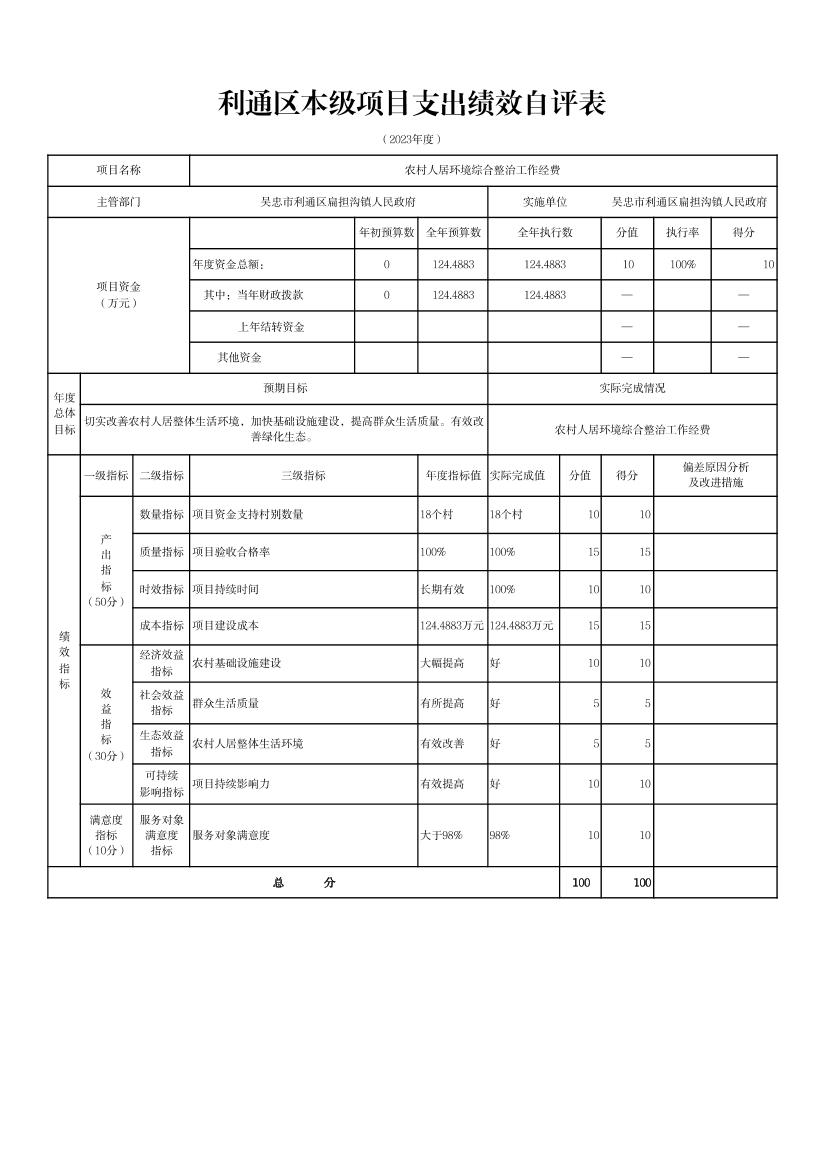 利通区本级项目支出绩效自评表
（2023年度）
项目名称 农村人居环境综合整治工作经费
主管部门 吴忠市利通区扁担沟镇人民政府 实施单位 吴忠市利通区扁担沟镇人民政府
项目资金
（万元）
年初预算数 全年预算数 全年执行数 分值 执行率 得分
年度资金总额： 0 124.4883 124.4883 10 100% 10
其中：当年财政拨款 0 124.4883 124.4883 — —
上年结转资金 — —
其他资金 — —
年度
总体
目标
预期目标 实际完成情况
切实改善农村人居整体生活环境，加快基础设施建设，提高群众生活质量。有效改
善绿化生态。
农村人居环境综合整治工作经费
绩
效
指
标
一级指标 二级指标 三级指标 年度指标值 实际完成值 分值 得分 偏差原因分析
及改进措施
产
出
指
标
（50分）
数量指标 项目资金支持村别数量 18个村 18个村 10 10
质量指标 项目验收合格率 100% 100% 15 15
时效指标 项目持续时间 长期有效 100% 10 10
成本指标 项目建设成本 124.4883万元 124.4883万元 15 15
效
益
指
标
（30分）
经济效益
指标 农村基础设施建设 大幅提高 好 10 10
社会效益
指标 群众生活质量 有所提高 好 5 5
生态效益
指标 农村人居整体生活环境 有效改善 好 5 5
可持续
影响指标 项目持续影响力 有效提高 好 10 10
满意度
指标
（10分）
服务对象
满意度
指标 服务对象满意度 大于98% 98% 10 10
总 分 100 100